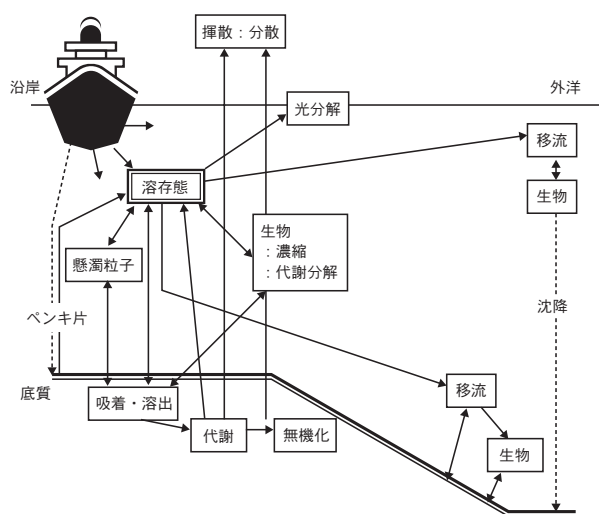 揮散：分散
沿岸
外洋
光分解
移流
溶存態
生物
生物
：濃縮
：代謝分解
懸濁粒子
ペンキ片
沈降
底質
移流
吸着・溶出
代謝
無機化
生物